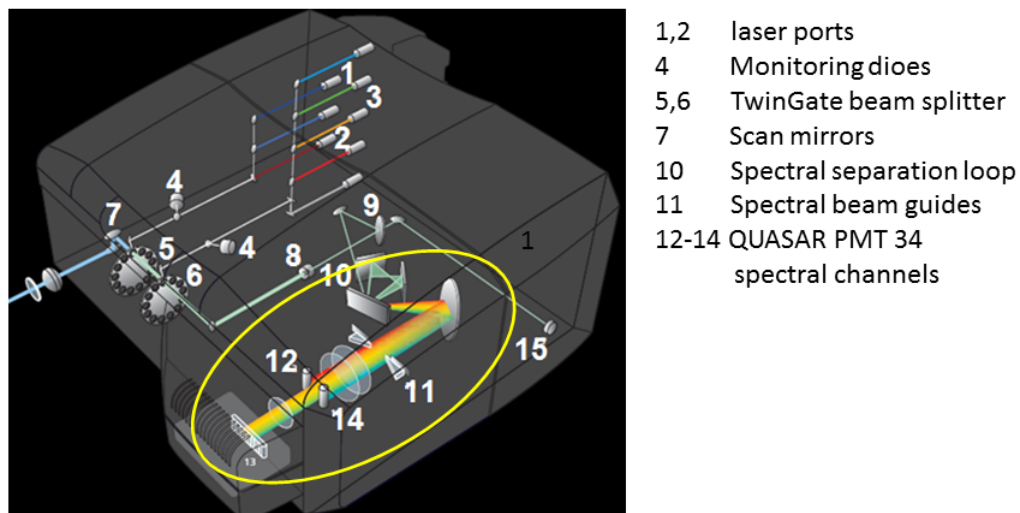 1
3
2
4
7
5
4
6
8
9
10
1
15
12
11
14
13
1,2 laser ports
4 Monitoring dioes
5,6 TwinGate beam splitter
7 Scan mirrors
10 Spectral separation loop
11 Spectral beam guides
12-14 QUASAR PMT 34
spectral channels